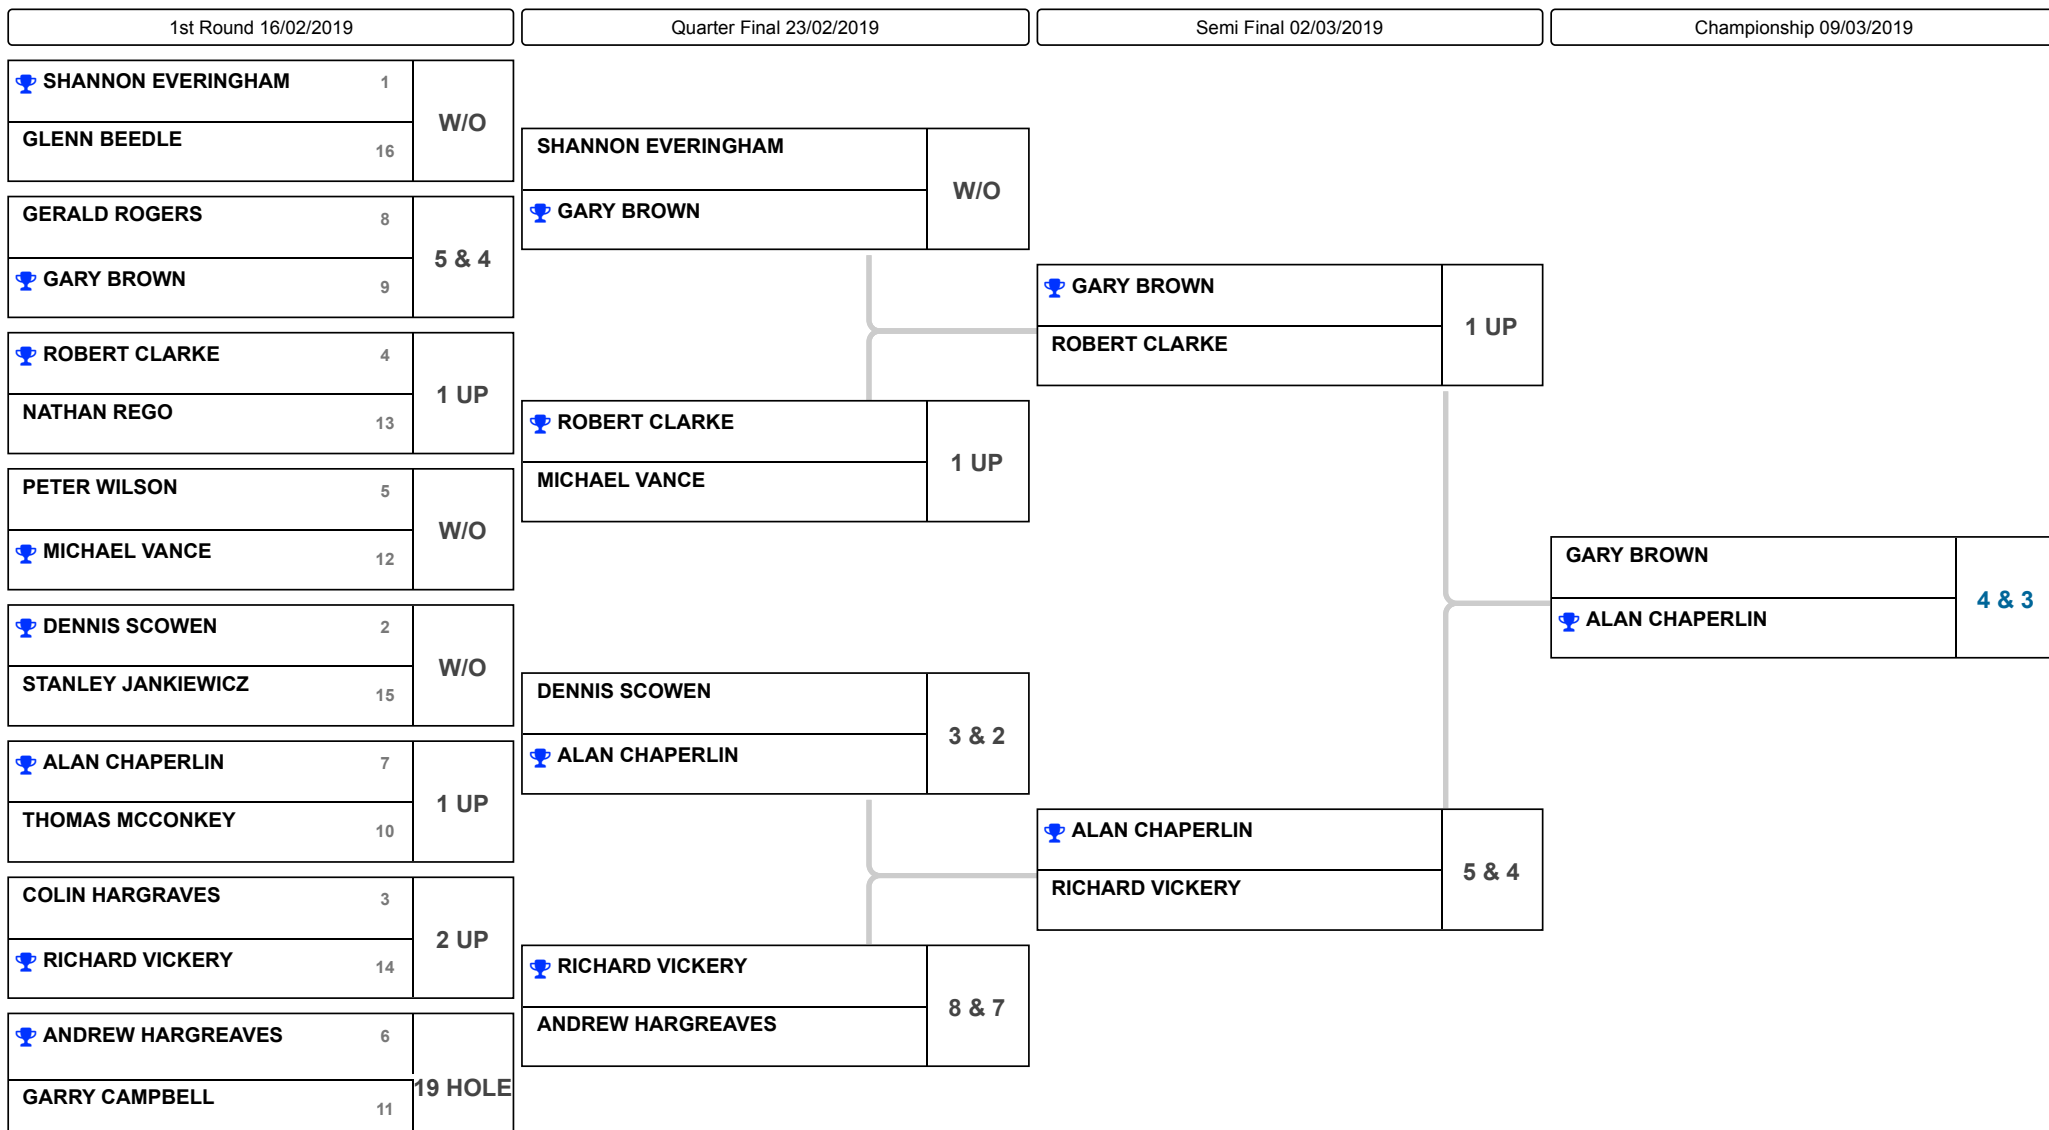 1st Round 16/02/2019
Quarter Final 23/02/2019
Semi Final 02/03/2019
Championship 09/03/2019
SHANNON EVERINGHAM 1
GLENN BEEDLE 16
W/O
GERALD ROGERS 8
GARY BROWN 9
5 & 4
ROBERT CLARKE 4
NATHAN REGO 13
1 UP
PETER WILSON 5
MICHAEL VANCE 12
W/O
DENNIS SCOWEN 2
STANLEY JANKIEWICZ 15
W/O
ALAN CHAPERLIN 7
THOMAS MCCONKEY 10
1 UP
COLIN HARGRAVES 3
RICHARD VICKERY 14
2 UP
ANDREW HARGREAVES 6
GARRY CAMPBELL 11
19 HOLE
SHANNON EVERINGHAM
GARY BROWN
W/O
ROBERT CLARKE
MICHAEL VANCE
1 UP
DENNIS SCOWEN
ALAN CHAPERLIN
3 & 2
RICHARD VICKERY
ANDREW HARGREAVES
8 & 7
GARY BROWN
ROBERT CLARKE
1 UP
ALAN CHAPERLIN
RICHARD VICKERY
5 & 4
GARY BROWN
ALAN CHAPERLIN
4 & 3